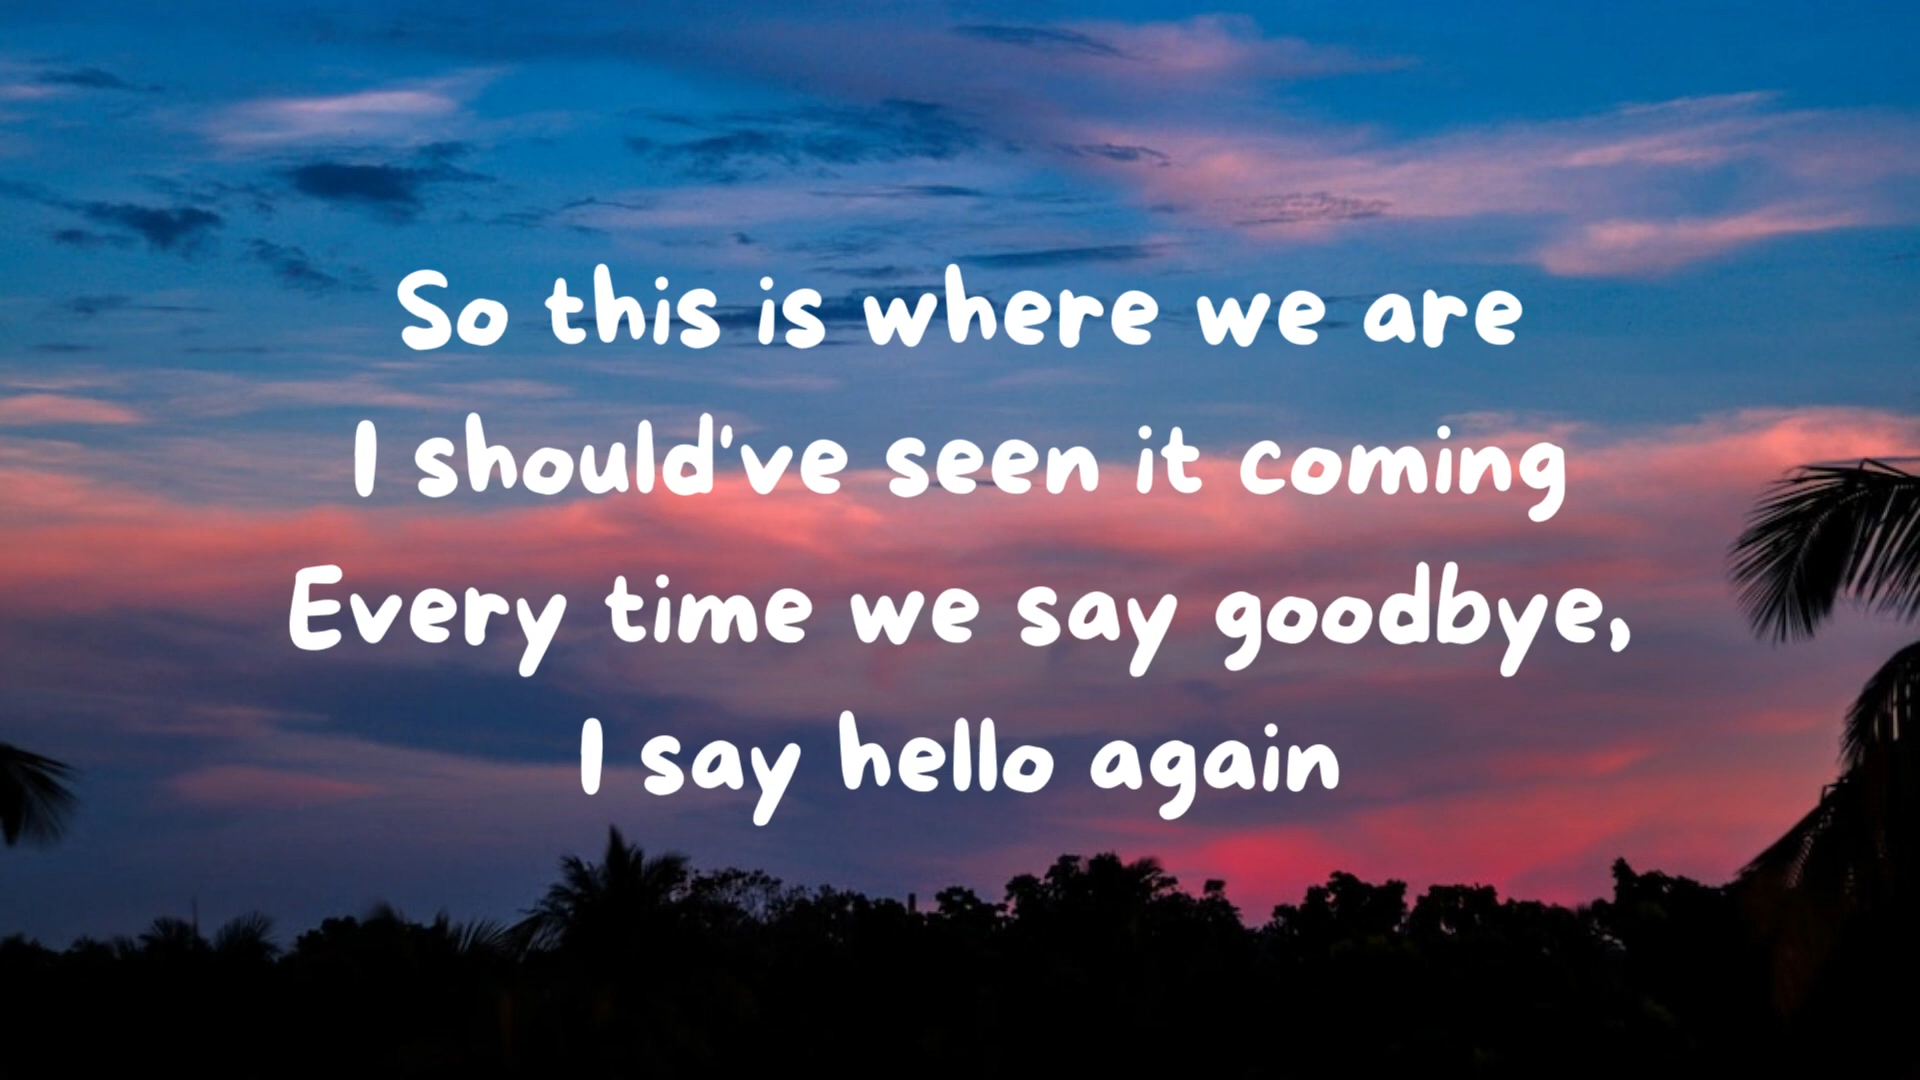 So this is where we are
I should've seen it coming
Every time we say goodbye,
I say hello again